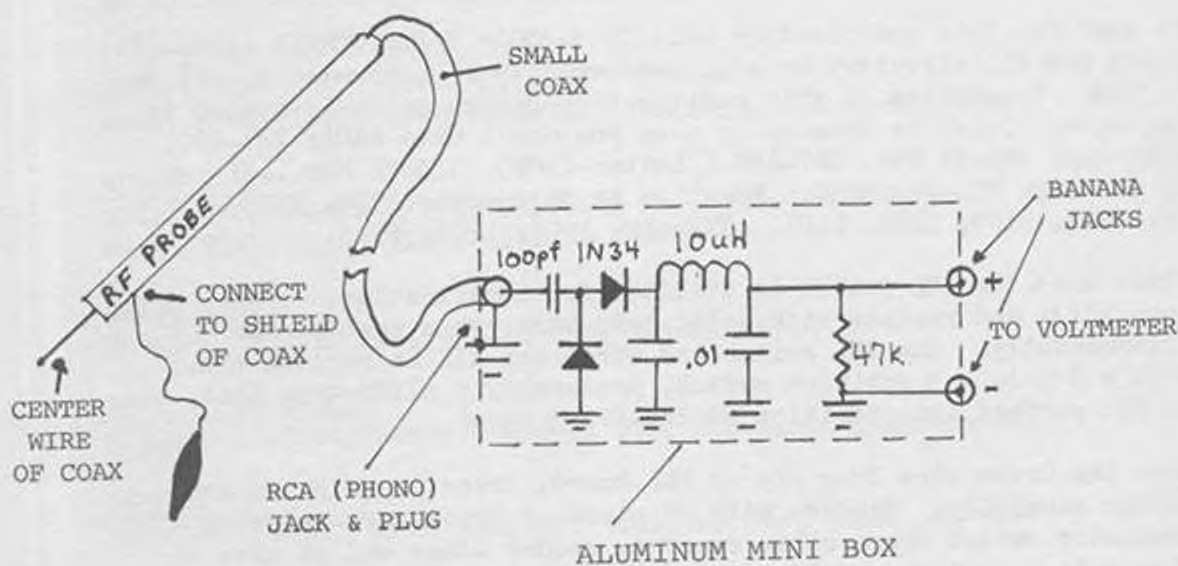 SMALL
COAX
RF PROBE
CONNECT
TO SHIELD
OF COAX
CENTER
WIRE
OF COAX
RCA (PHONO)
JACK & PLUG
100pf 1N34 10uH
.01
47K
+
-
BANANA
JACKS
TO VOLTMETER
ALUMINUM MINI BOX